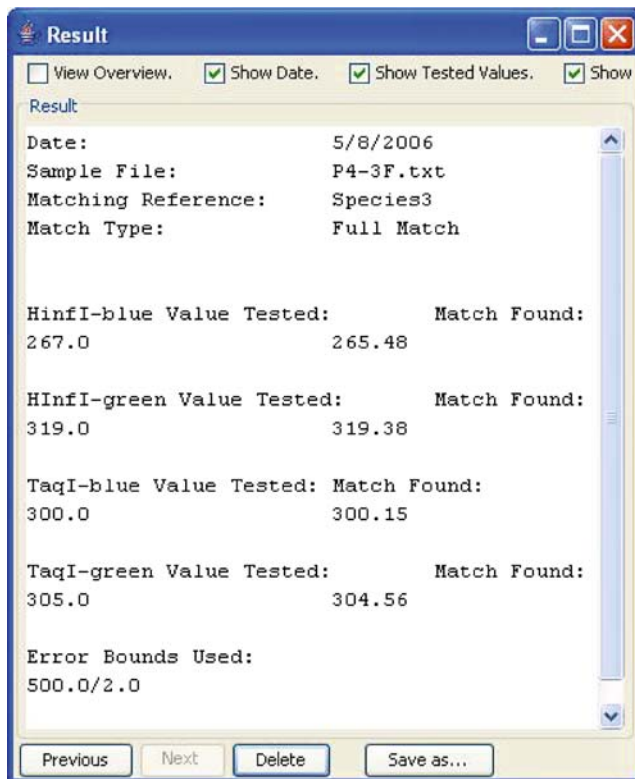 Result
View Overview. Show Date. Show Tested Values. Show
Result
Date: 5/8/2006
Sample File: P4-3F.txt
Matching Reference: Species3
Match Type: Full Match
HinfI-blue Value Tested: Match Found:
267.0 265.48
HInfI-green Value Tested: Match Found:
319.0 319.38
TaqI-blue Value Tested: Match Found:
300.0 300.15
TaqI-green Value Tested: Match Found:
305.0 304.56
Error Bounds Used:
500.0/2.0
Previous Next Delete Save as...